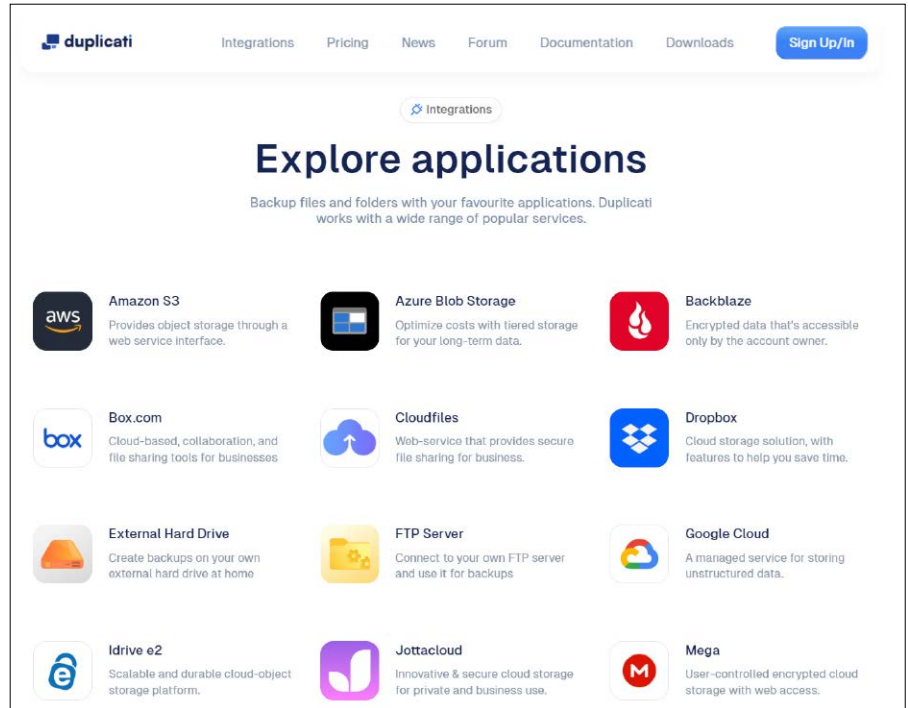 duplicati
Integrations
Pricing
News
Forum
Documentation
Downloads
Sign Up/In
Integrations
Explore applications
Backup files and folders with your favourite applications. Duplicati
works with a wide range of popular services.
aws
Amazon S3
Provides object storage through a
web service interface.
Azure Blob Storage
Optimize costs with tiered storage
for your long-term data.
Backblaze
Encrypted data that's accessible
only by the account owner.
box
Box.com
Cloud-based, collaboration, and
file sharing tools for businesses
Cloudfiles
Web-service that provides secure
file sharing for business.
Dropbox
Cloud storage solution, with
features to help you save time.
External Hard Drive
Create backups on your own
external hard drive at home
FTP Server
Connect to your own FTP server
and use it for backups
Google Cloud
A managed service for storing
unstructured data.
e
Idrive e2
Scalable and durable cloud-object
storage platform.
J
Jottacloud
Innovative & secure cloud storage
for private and business use.
M
Mega
User-controlled encrypted cloud
storage with web access.